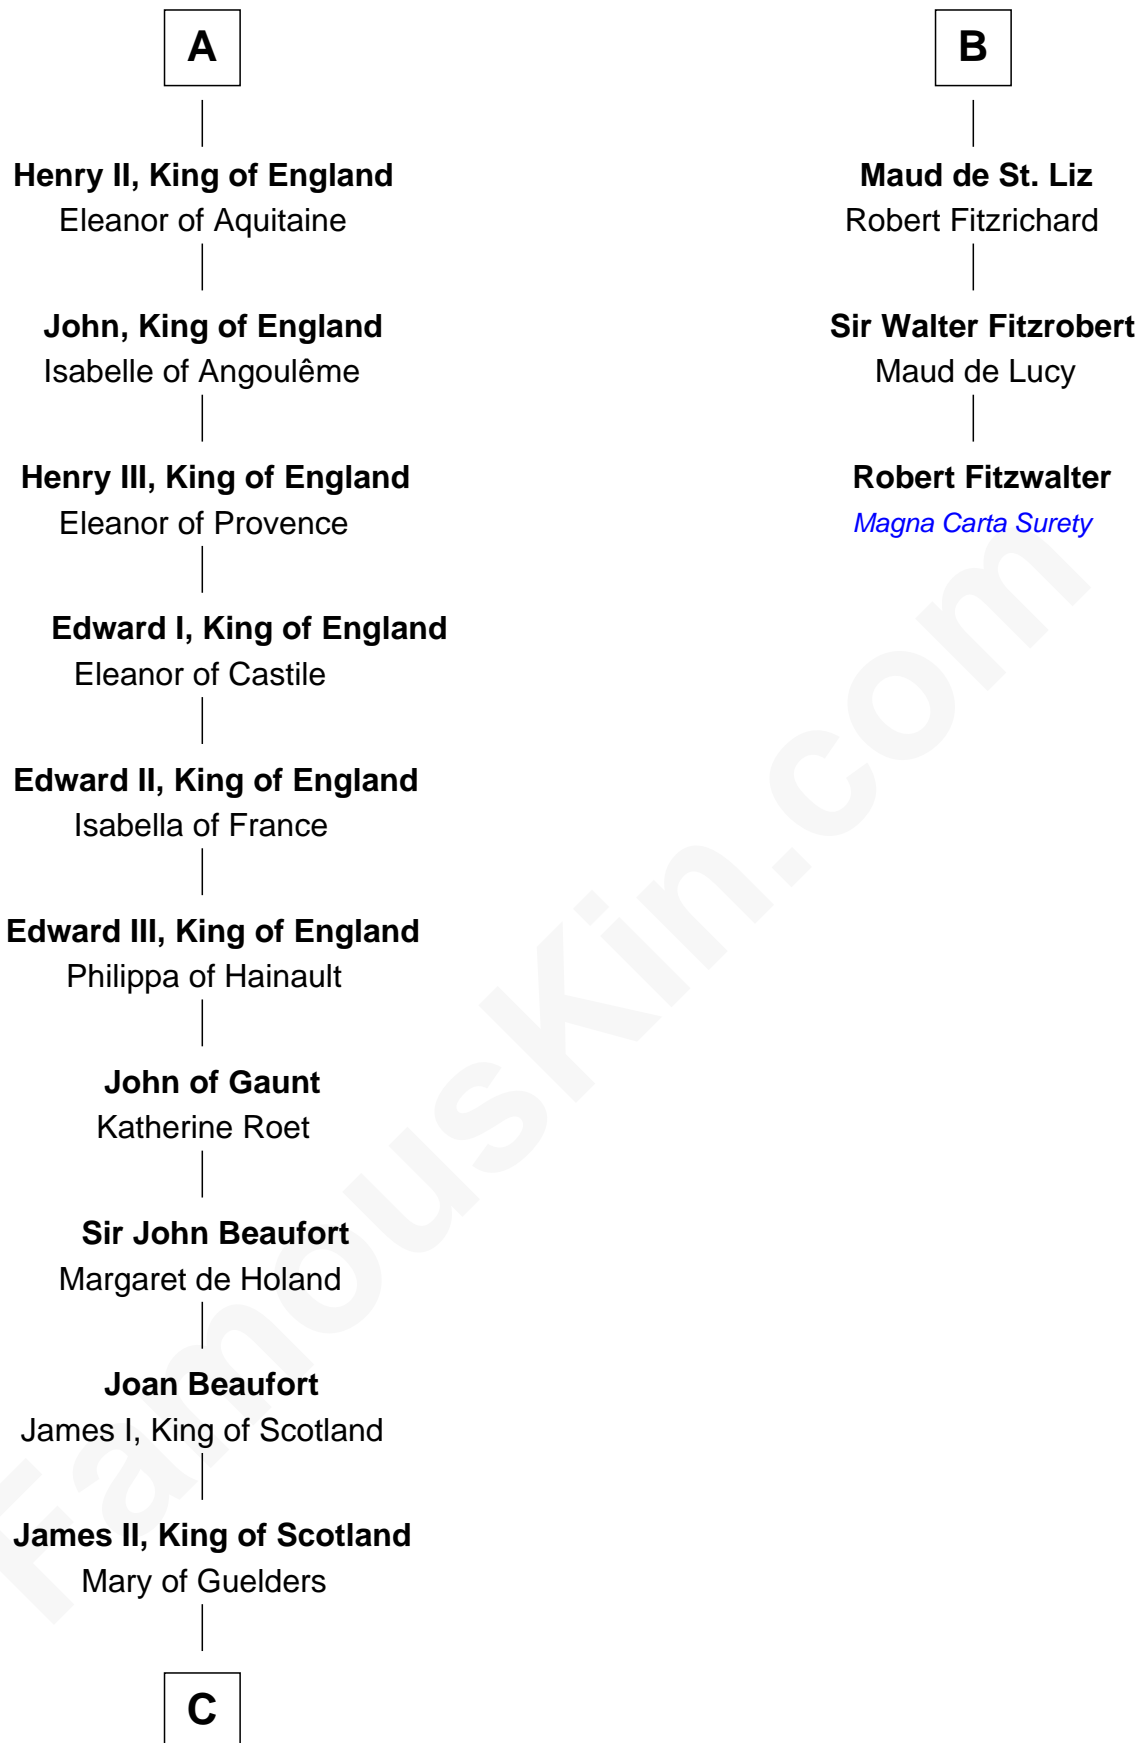 A
Henry II, King of England
Eleanor of Aquitaine
John, King of England
Isabelle of Angoulême
Henry III, King of England
Eleanor of Provence
Edward I, King of England
Eleanor of Castile
Edward II, King of England
Isabella of France
Edward III, King of England
Philippa of Hainault
John of Gaunt
Katherine Roet
Sir John Beaufort
Margaret de Holand
Joan Beaufort
James I, King of Scotland
James II, King of Scotland
Mary of Guelders
C
B
Maud de St. Liz
Robert Fitzrichard
Sir Walter Fitzrobert
Maud de Lucy
Robert Fitzwalter
Magna Carta Surety
FamousKin.com